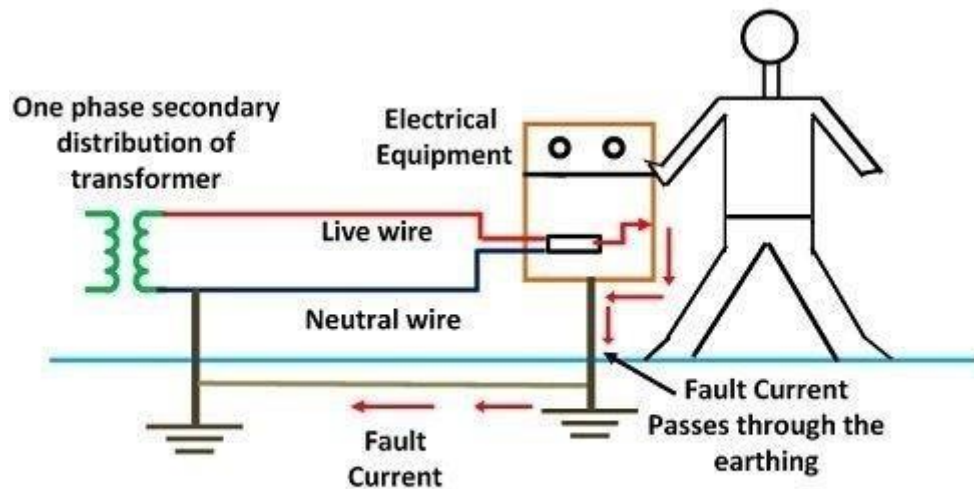 One phase secondary
distribution of
transformer
Electrical
Equipment
Live wire
Neutral wire
Fault Current
Passes through the
earthing
Fault
Current